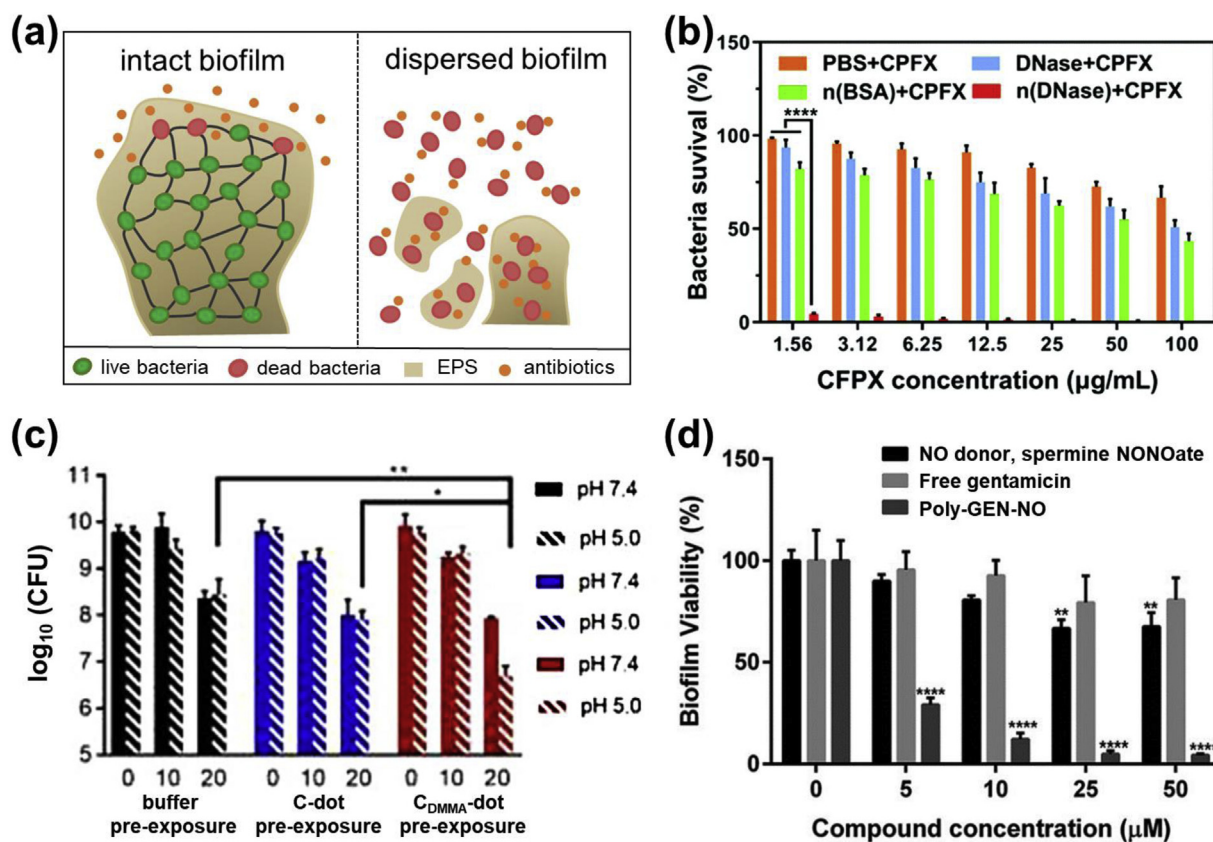 (a)
intact biofilm
dispersed biofilm
live bacteria
dead bacteria
EPS
antibiotics
(b)
Bacteria suvival (%)
150
100
50
0
PBS+CPFX
DNase+CPFX
n(BSA)+CPFX
n(DNase)+CPFX
****
1.56 3.12 6.25 12.5 25 50 100
CFPX concentration (µg/mL)
(c)
log10 (CFU)
11
10
9
8
7
6
5
**
*
pH 7.4
pH 5.0
pH 7.4
pH 5.0
pH 7.4
pH 5.0
0 10 20 0 10 20 0 10 20
buffer C-dot CDMMA-dot
pre-exposure pre-exposure pre-exposure
(d)
Biofilm Viability (%)
150
100
50
0
NO donor, spermine NONOate
Free gentamicin
Poly-GEN-NO
** **
**** **** **** ****
0 5 10 25 50
Compound concentration (µM)